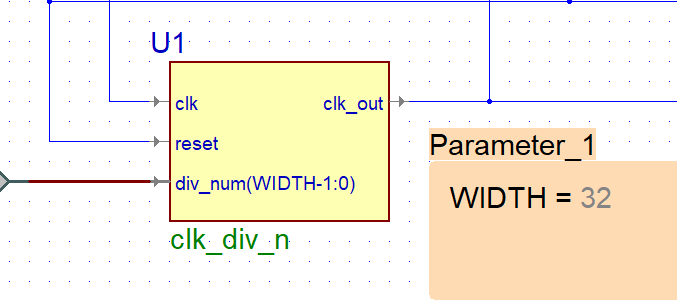 U1
clk
clk_out
reset
div_num(WIDTH-1:0)
clk_div_n
Parameter_1
WIDTH = 32